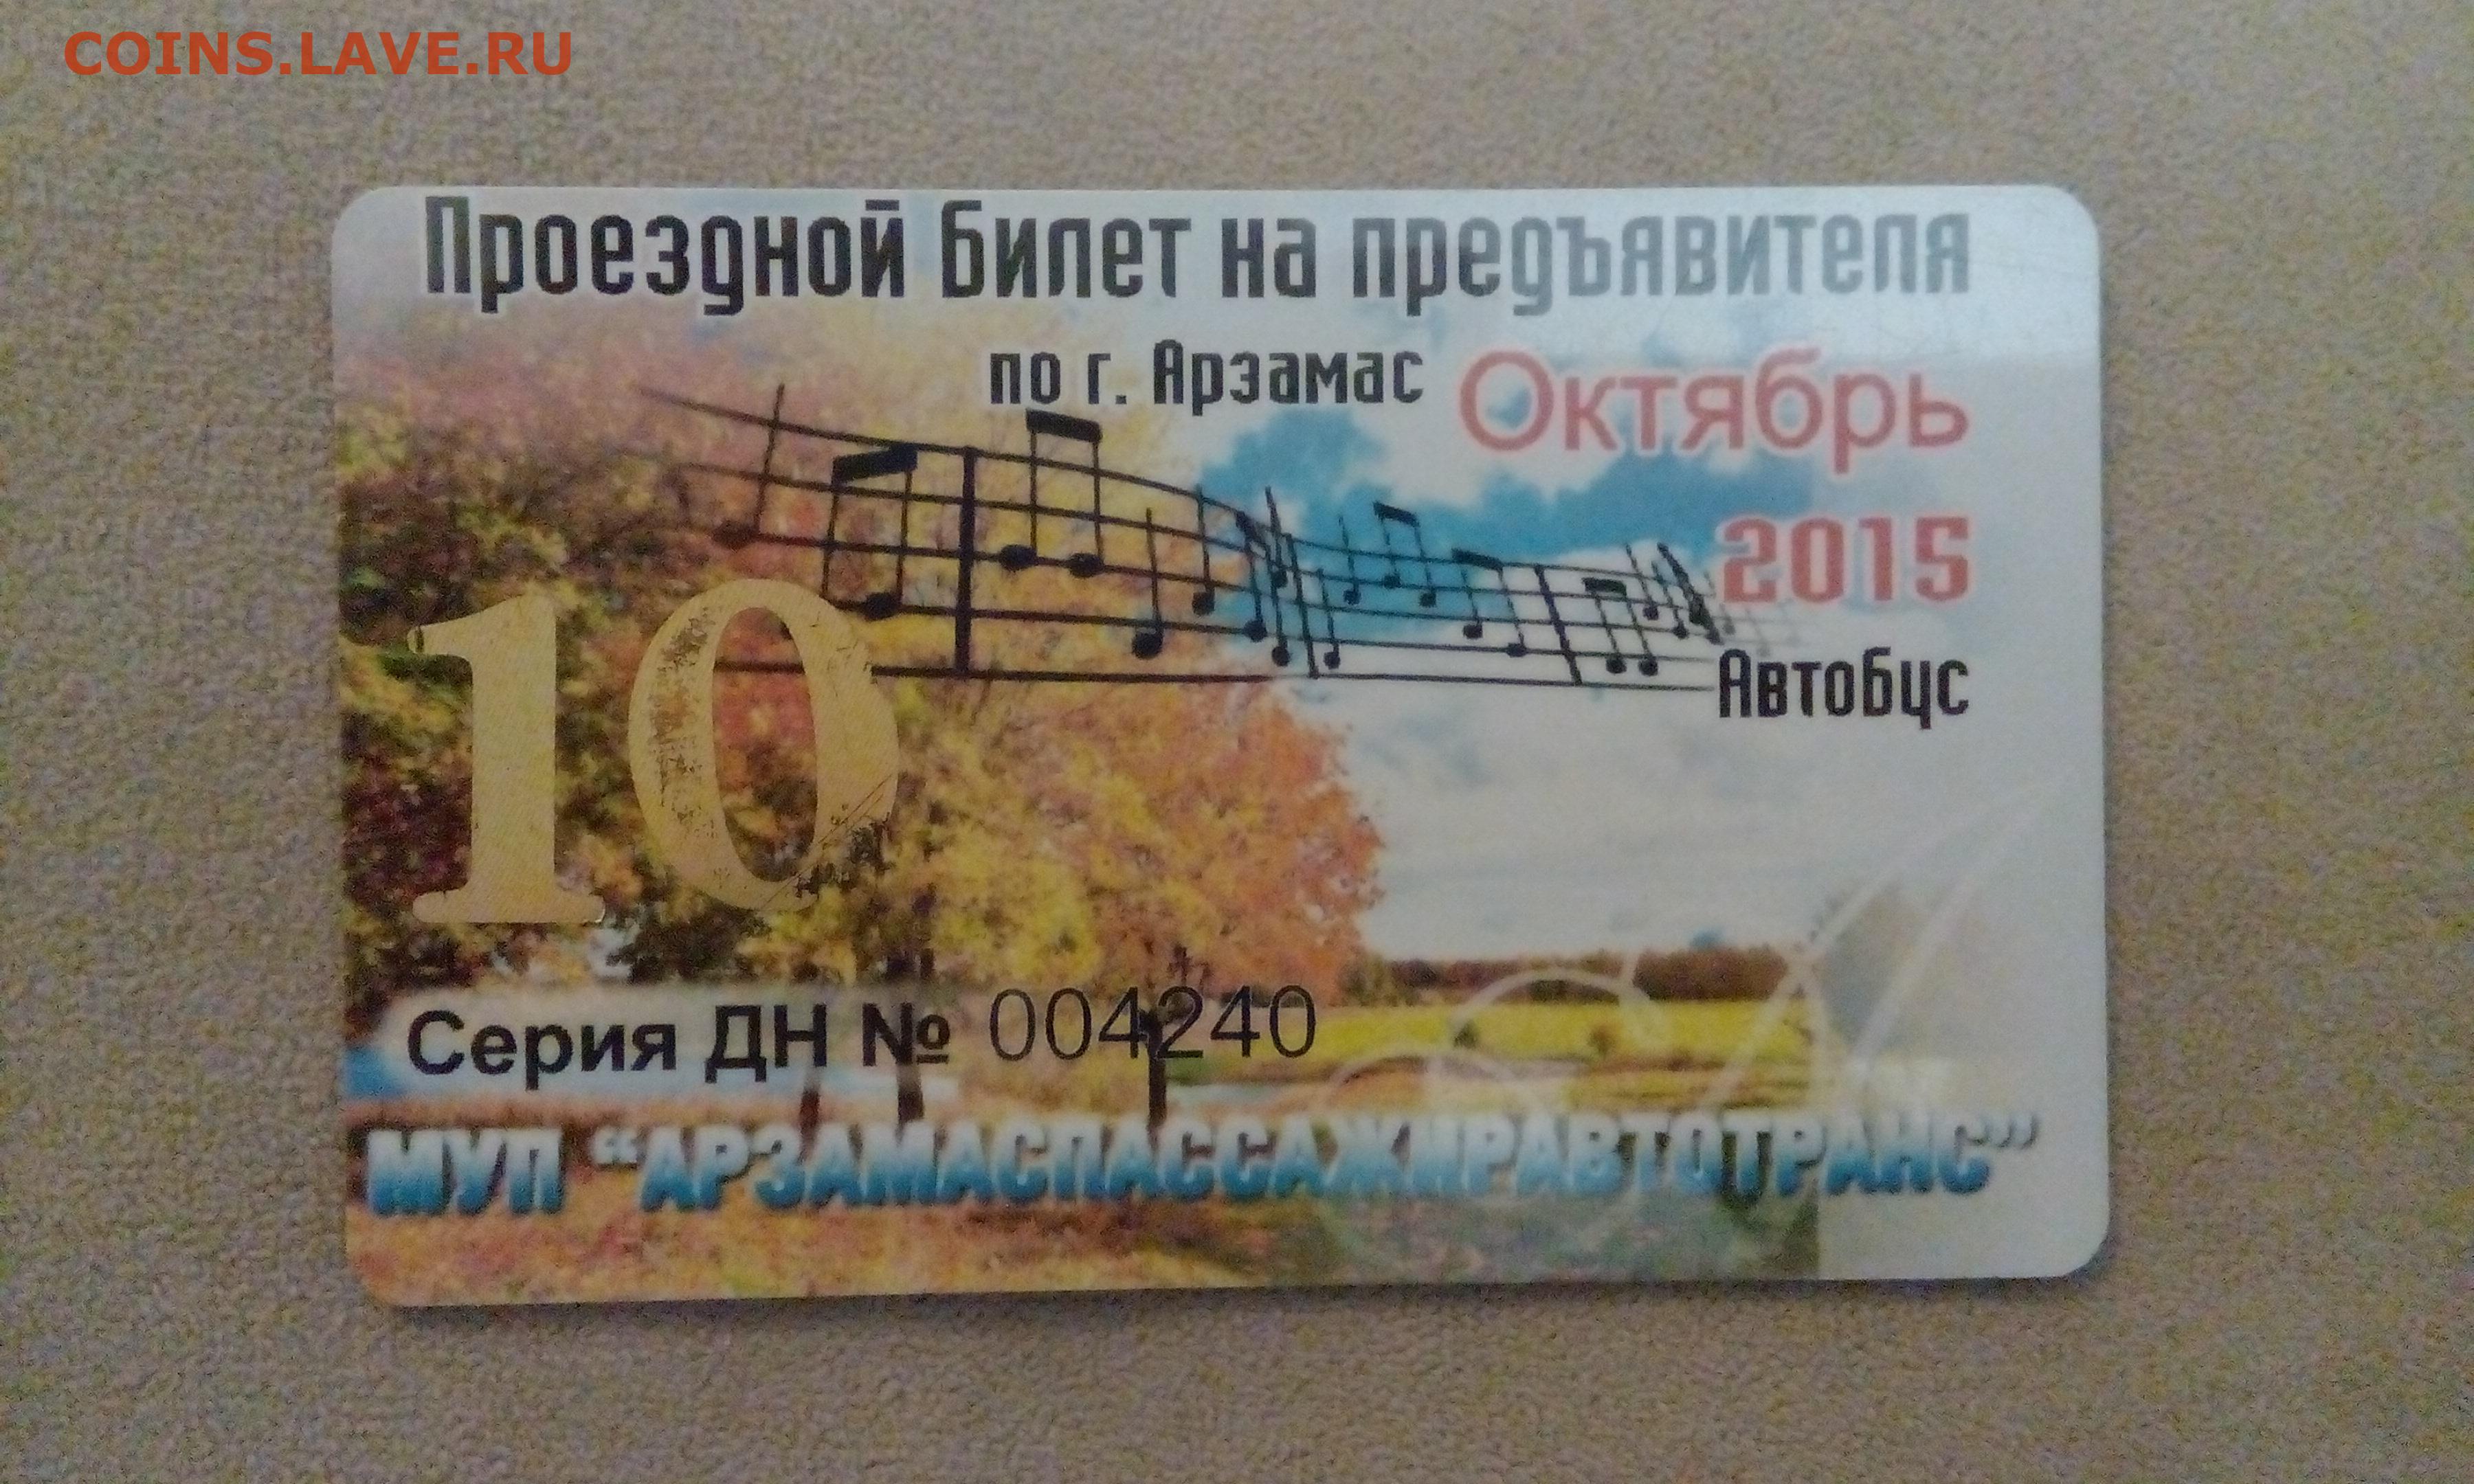 COINS.LAVE.RU
Проездной билет на предъявителя
по г. Арзамас
Октябрь
2015
Автобус
10
Серия ДН № 004240
МУП “АРЗАМАСПАССАЖИРАВТОТРАНС”